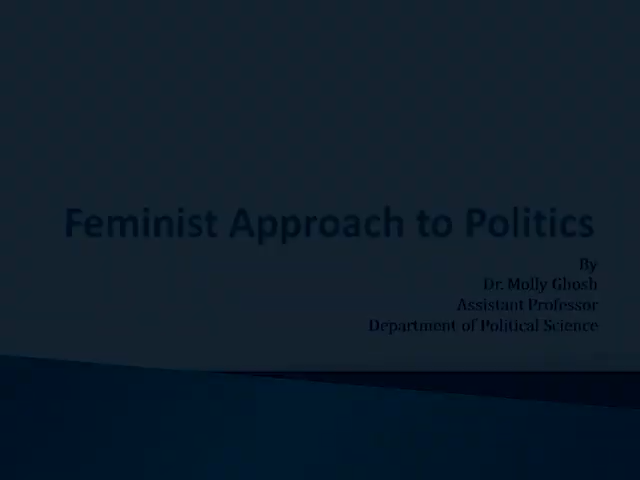 Feminist Approach to Politics
By
Dr. Molly Ghosh
Assistant Professor
Department of Political Science